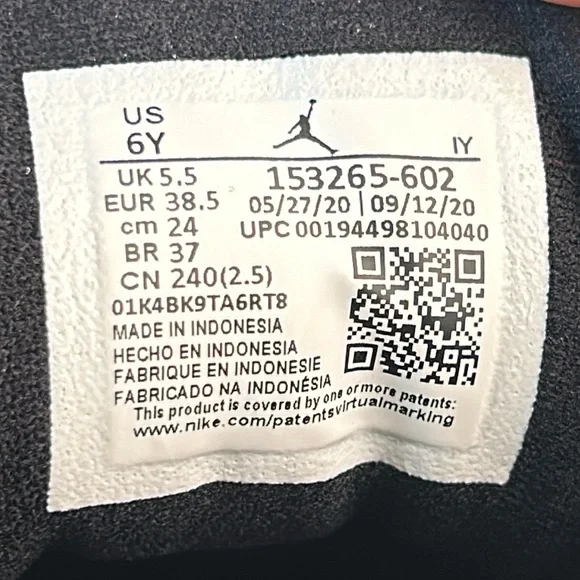 US
6Y
IY
UK 5.5
153265-602
EUR 38.5
05/27/20 | 09/12/20
cm 24
UPC 00194498104040
BR 37
CN 240(2.5)
01K4BK9TA6RT8
MADE IN INDONESIA
HECHO EN INDONESIA
FABRIQUE EN INDONESIE
FABRICADO NA INDONÉSIA
This product is covered by one or more patents:
www.nike.com/patentsvirtualmarking